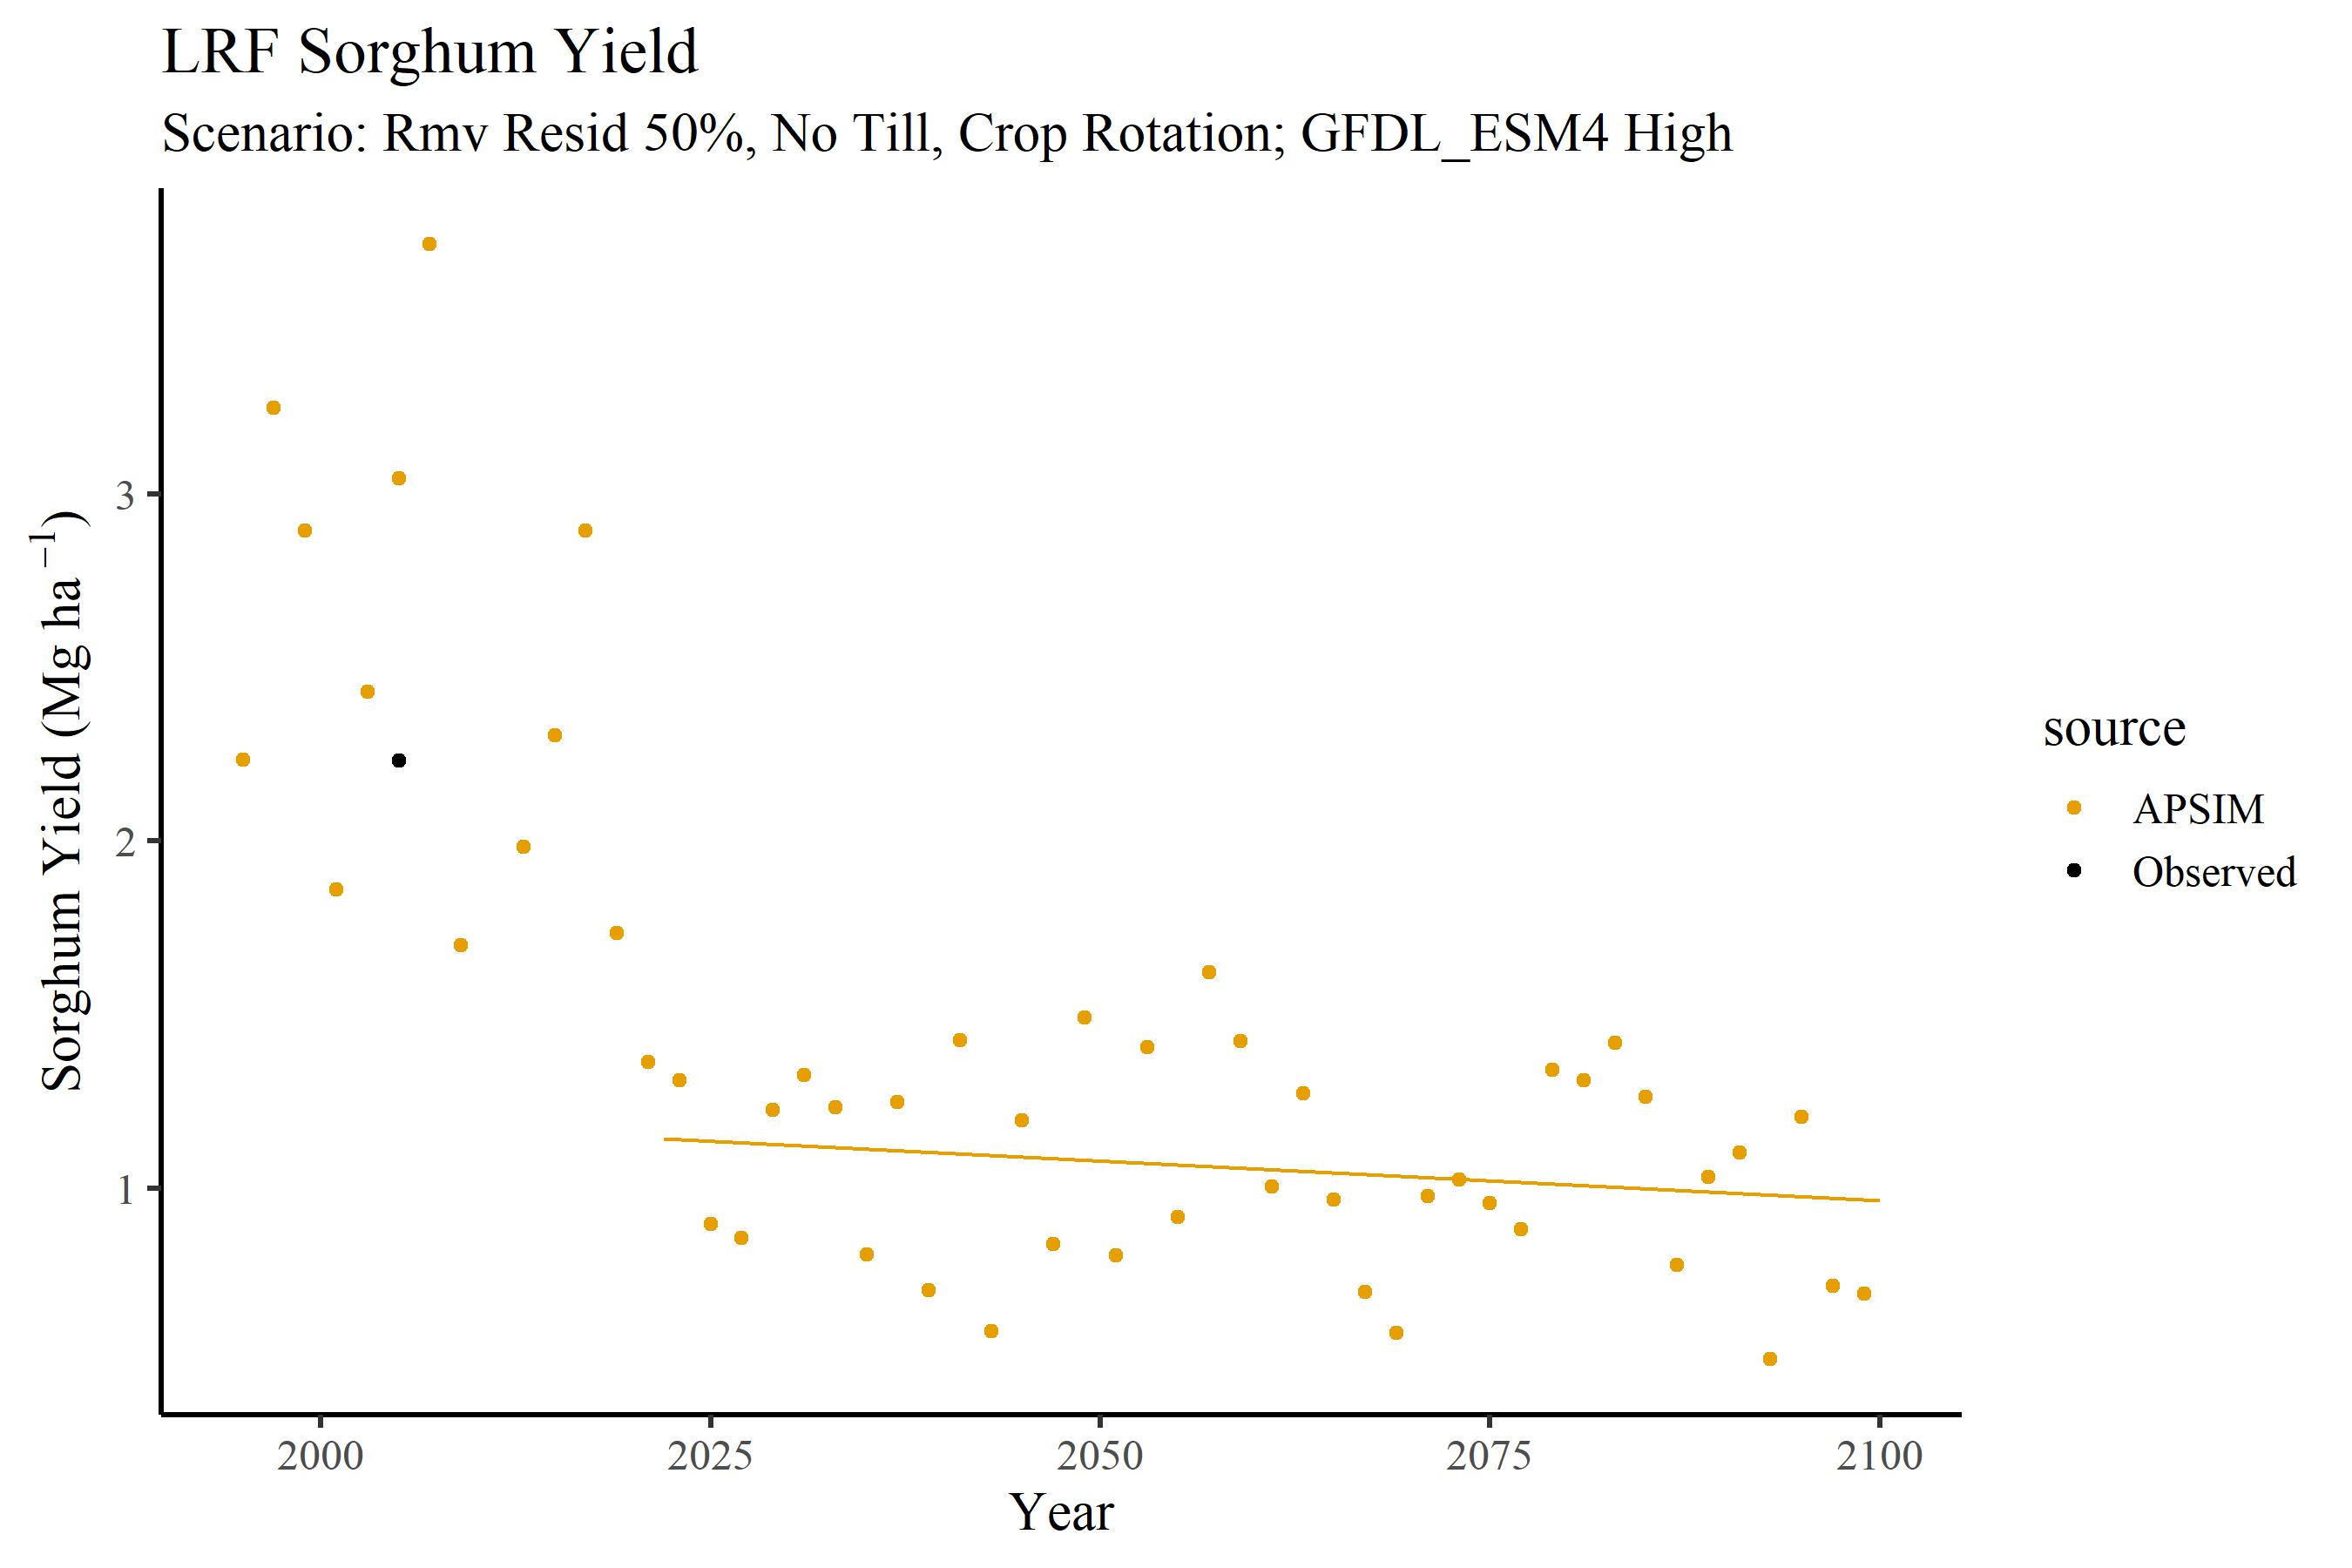 LRF Sorghum Yield
Scenario: Rmv Resid 50%, No Till, Crop Rotation; GFDL_ESM4 High
Sorghum Yield (Mg ha⁻¹)
3
2
1
2000 2025 2050 2075 2100
Year
source
APSIM
Observed